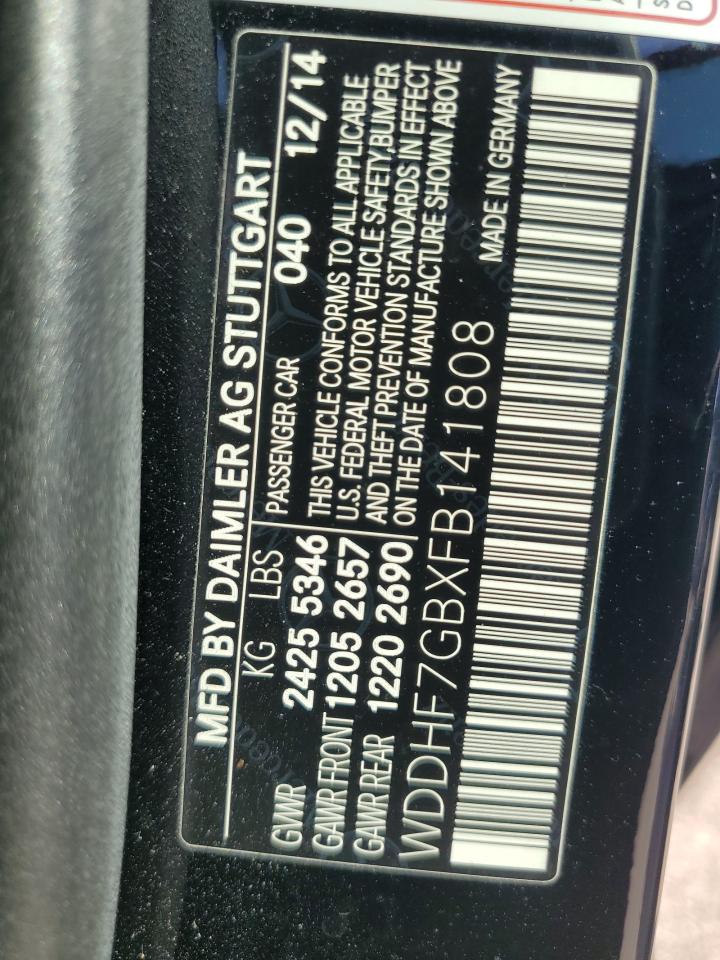 MFD BY DAIMLER AG STUTTGART
KG LBS
GVWR 2425 5346
GAWR FRONT 1205 2657
GAWR REAR 1220 2690
PASSENGER CAR 040 12/14
THIS VEHICLE CONFORMS TO ALL APPLICABLE
U.S. FEDERAL MOTOR VEHICLE SAFETY,BUMPER
AND THEFT PREVENTION STANDARDS IN EFFECT
ON THE DATE OF MANUFACTURE SHOWN ABOVE
WDDHF7GBXFB141808
MADE IN GERMANY